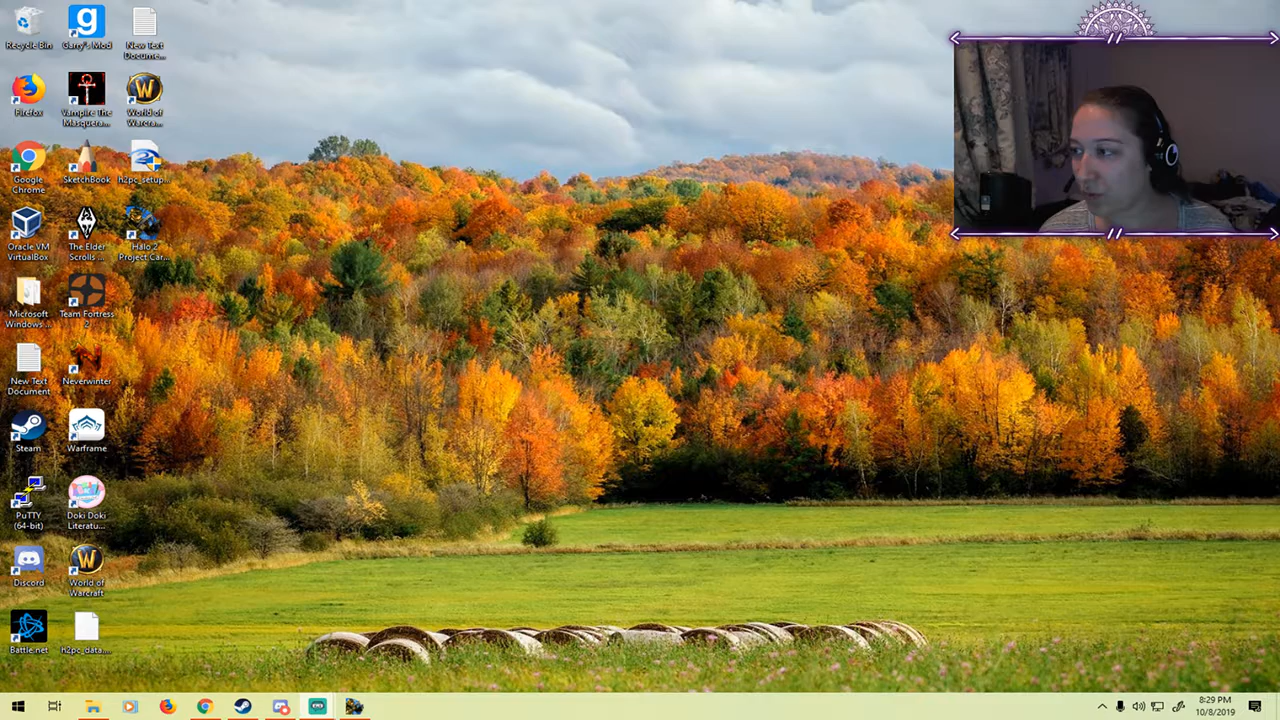 Recycle Bin
Garry's Mod
New Text
Docume...
Firefox
Vampire The
Masquera...
World of
Warcra...
Google
Chrome
SketchBook
h2pc_setup...
Oracle VM
VirtualBox
The Elder
Scrolls ...
Halo 2
Project Car...
Microsoft
Windows...
Team Fortress
2
New Text
Document
Neverwinter
Steam
Warframe
PuTTY
(64-bit)
Doki Doki
Literatu...
Discord
World of
Warcraft
Battle.net
h2pc_data....
8:29 PM
10/8/2019